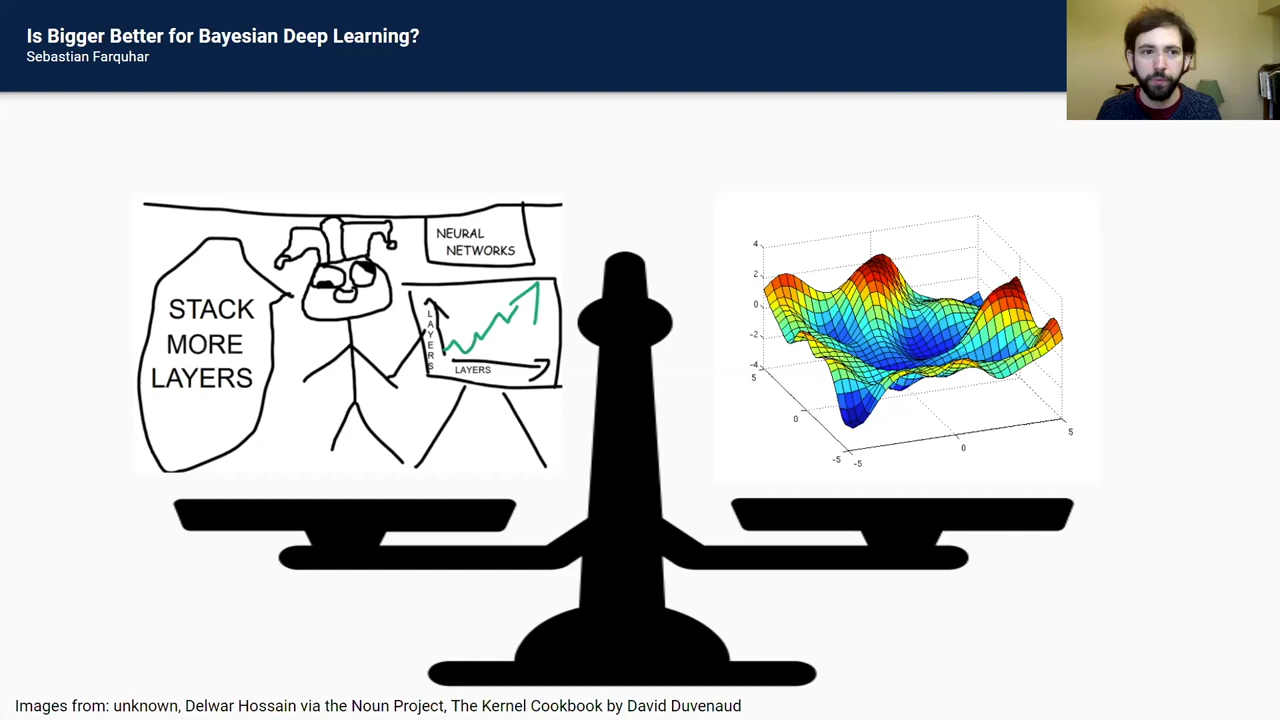 Is Bigger Better for Bayesian Deep Learning?
Sebastian Farquhar
STACK
MORE
LAYERS
NEURAL
NETWORKS
LAYERS
LAYERS
4
2
0
-2
-4
5
0
-5
-5
0
5
Images from: unknown, Delwar Hossain via the Noun Project, The Kernel Cookbook by David Duvenaud